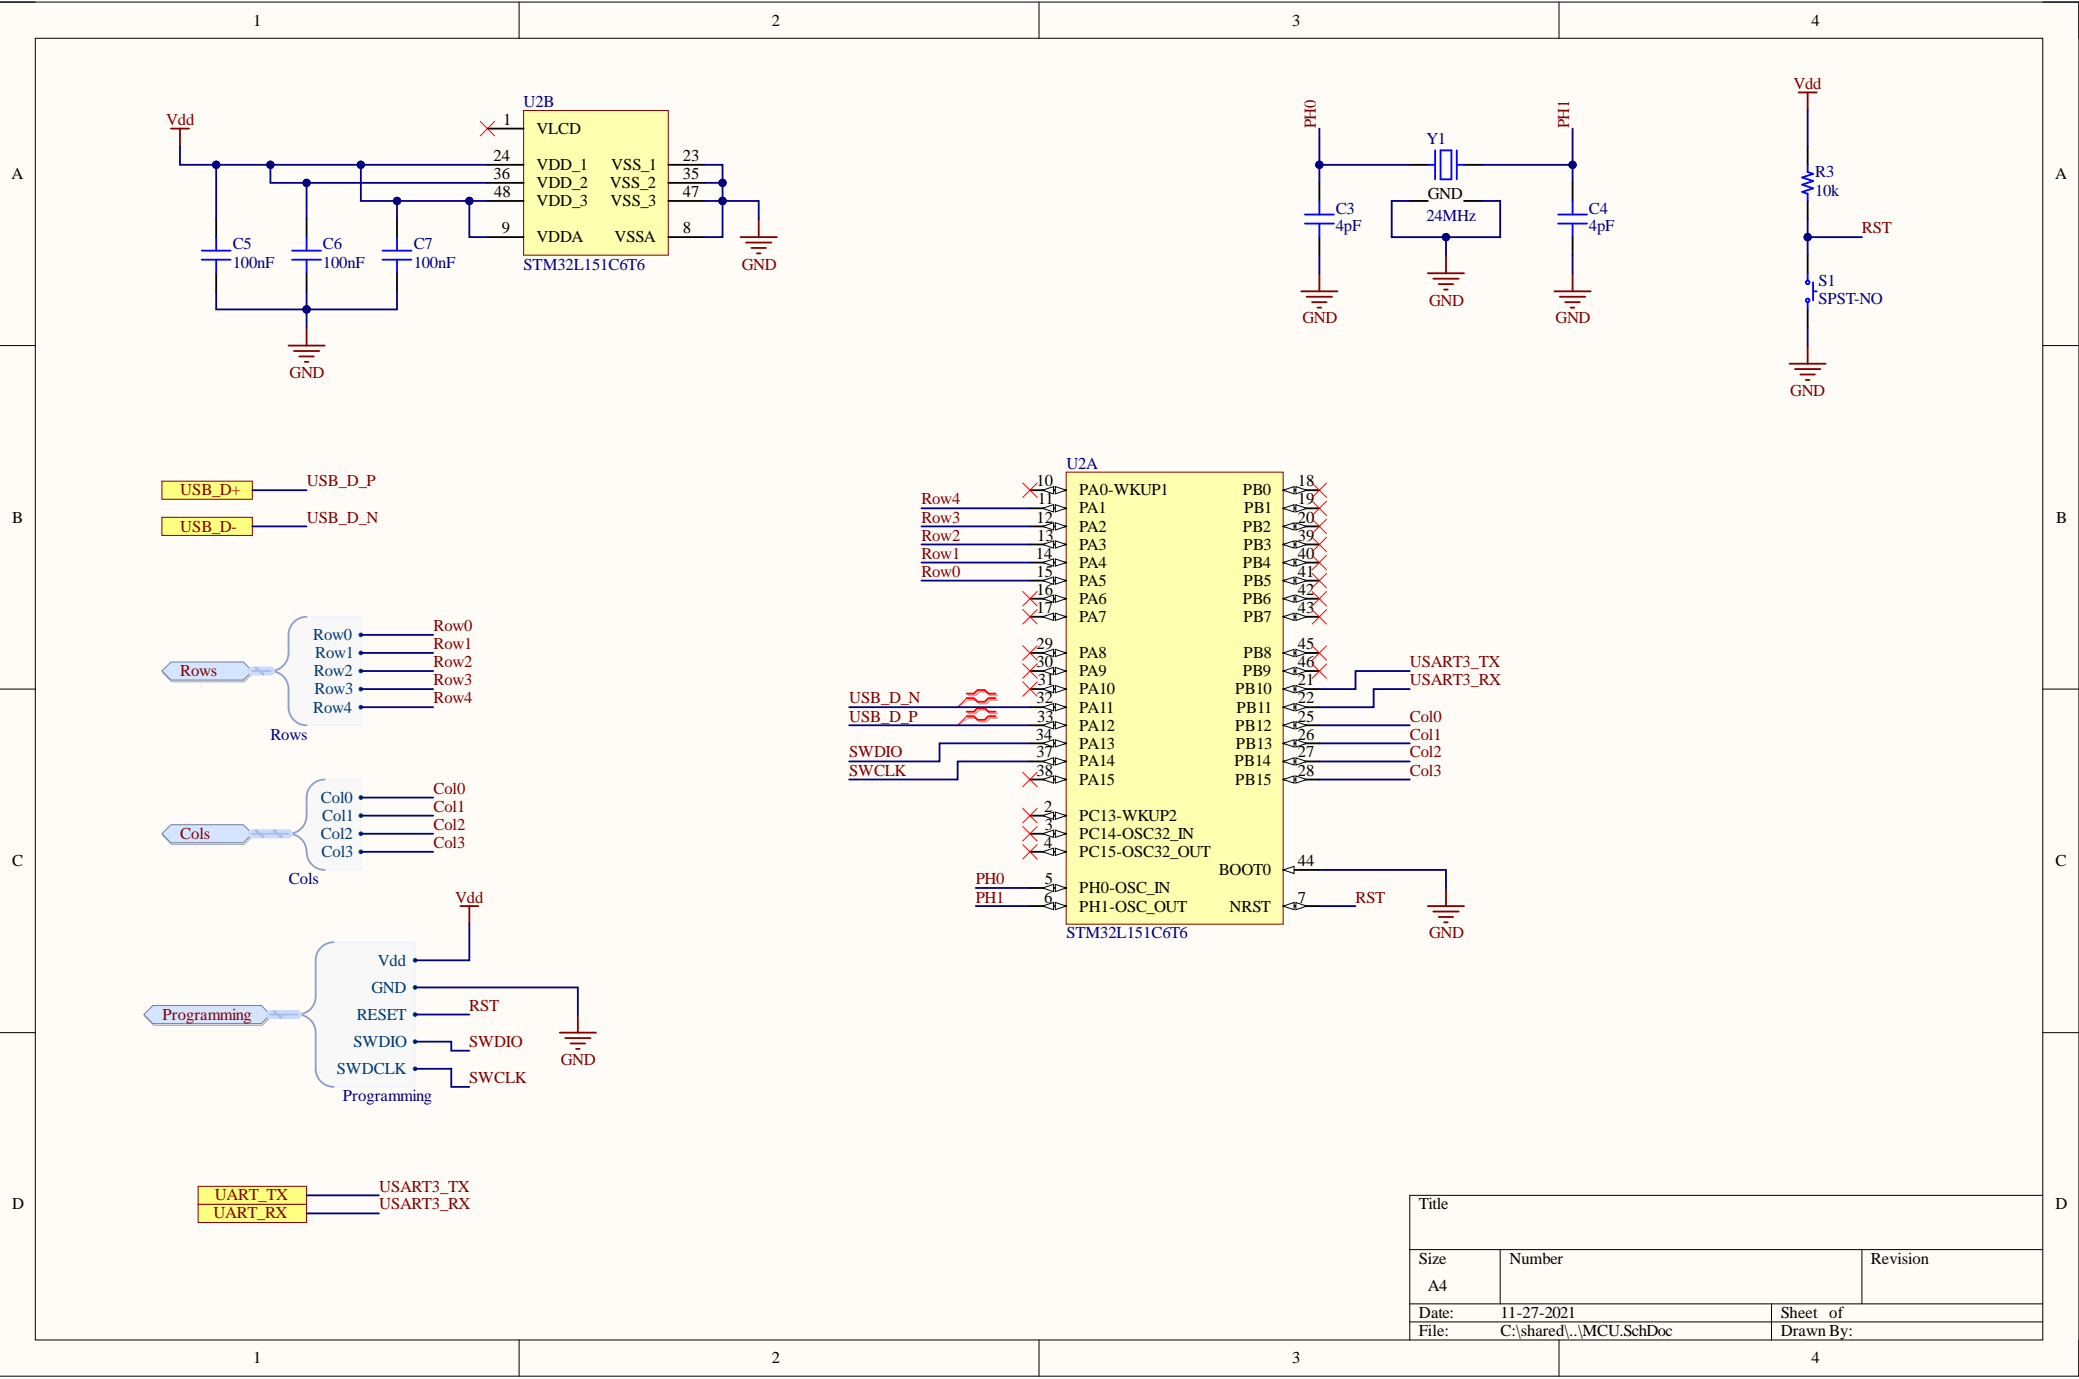 1 2 3 4
A A
B B
C C
D D
1 2 3 4
Vdd
C5
100nF
C6
100nF
C7
100nF
GND
U2B
1 VLCD
24 VDD_1 VSS_1 23
36 VDD_2 VSS_2 35
48 VDD_3 VSS_3 47
9 VDDA VSSA 8
STM32L151C6T6
GND
PH0
PH1
Y1
GND
24MHz
C3
4pF
C4
4pF
GND
GND
GND
Vdd
R3
10k
RST
S1
SPST-NO
GND
USB_D+ USB_D_P
USB_D- USB_D_N
Rows
Row0 Row0
Row1 Row1
Row2 Row2
Row3 Row3
Row4 Row4
Rows
Cols
Col0 Col0
Col1 Col1
Col2 Col2
Col3 Col3
Cols
Vdd
Programming
Vdd
GND
RESET RST
SWDIO SWDIO
SWDCLK SWCLK
Programming
GND
UART_TX USART3_TX
UART_RX USART3_RX
U2A
10 PA0-WKUP1 PB0 18
Row4 11 PA1 PB1 19
Row3 12 PA2 PB2 20
Row2 13 PA3 PB3 39
Row1 14 PA4 PB4 40
Row0 15 PA5 PB5 41
16 PA6 PB6 42
17 PA7 PB7 43
29 PA8 PB8 45
30 PA9 PB9 46
31 PA10 PB10 21 USART3_TX
USB_D_N 32 PA11 PB11 22 USART3_RX
USB_D_P 33 PA12 PB12 25 Col0
SWDIO 34 PA13 PB13 26 Col1
SWCLK 37 PA14 PB14 27 Col2
38 PA15 PB15 28 Col3
2 PC13-WKUP2
3 PC14-OSC32_IN
4 PC15-OSC32_OUT
BOOT0 44
PH0 5 PH0-OSC_IN
PH1 6 PH1-OSC_OUT NRST 7 RST
STM32L151C6T6
GND
Title
Size Number Revision
A4
Date: 11-27-2021 Sheet of
File: C:\shared\..\MCU.SchDoc Drawn By: